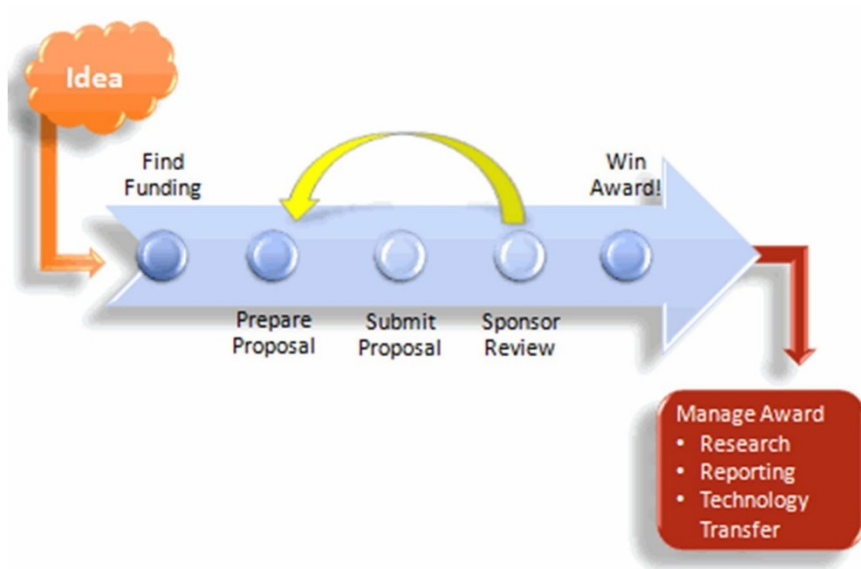 Idea
Find
Funding
Win
Award!
Prepare
Proposal
Submit
Proposal
Sponsor
Review
Manage Award
• Research
• Reporting
• Technology
Transfer